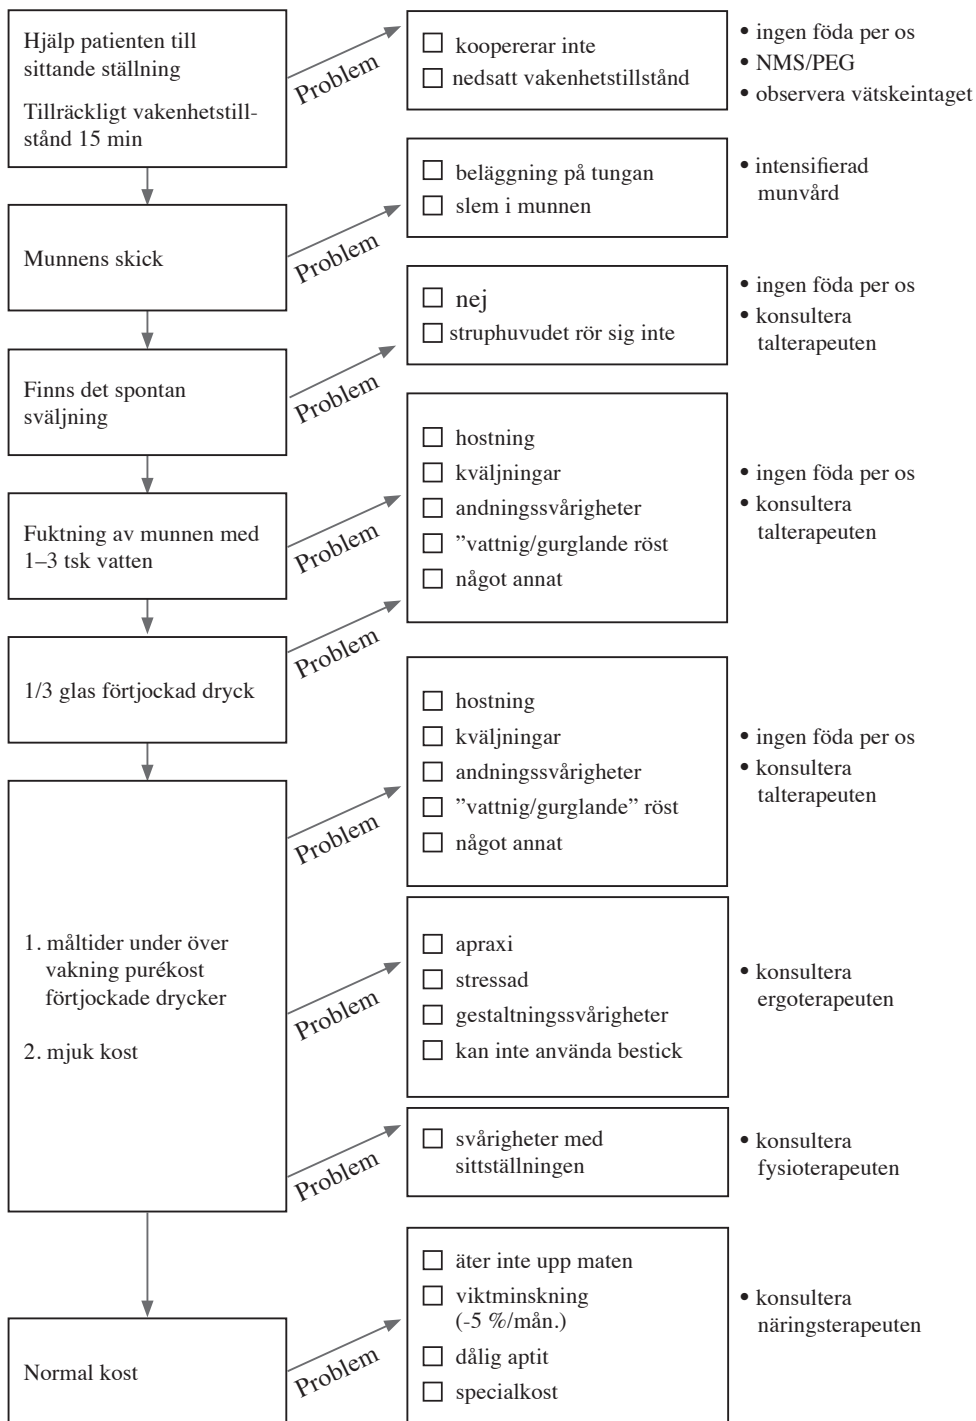 Hjälp patienten till
sittande ställning
Tillräckligt vakenhetstill-
stånd 15 min
Problem
☐ koopererar inte
☐ nedsatt vakenhetstillstånd
• ingen föda per os
• NMS/PEG
• observera vätskeintaget
Munnens skick
Problem
☐ beläggning på tungan
☐ slem i munnen
• intensifierad
munvård
Finns det spontan
sväljning
Problem
☐ nej
☐ struphuvudet rör sig inte
• ingen föda per os
• konsultera
talterapeuten
Fuktning av munnen med
1–3 tsk vatten
Problem
1/3 glas förtjockad dryck
Problem
☐ hostning
☐ kväljningar
☐ andningssvårigheter
☐ ”vattnig/gurglande röst
☐ något annat
• ingen föda per os
• konsultera
talterapeuten
1. måltider under över
vakning purékost
förtjockade drycker
2. mjuk kost
Problem
☐ hostning
☐ kväljningar
☐ andningssvårigheter
☐ ”vattnig/gurglande” röst
☐ något annat
• ingen föda per os
• konsultera
talterapeuten
Problem
☐ apraxi
☐ stressad
☐ gestaltningssvårigheter
☐ kan inte använda bestick
• konsultera
ergoterapeuten
Problem
☐ svårigheter med
sittställningen
• konsultera
fysioterapeuten
Normal kost
Problem
☐ äter inte upp maten
☐ viktminskning
(-5 %/mån.)
☐ dålig aptit
☐ specialkost
• konsultera
näringsterapeuten